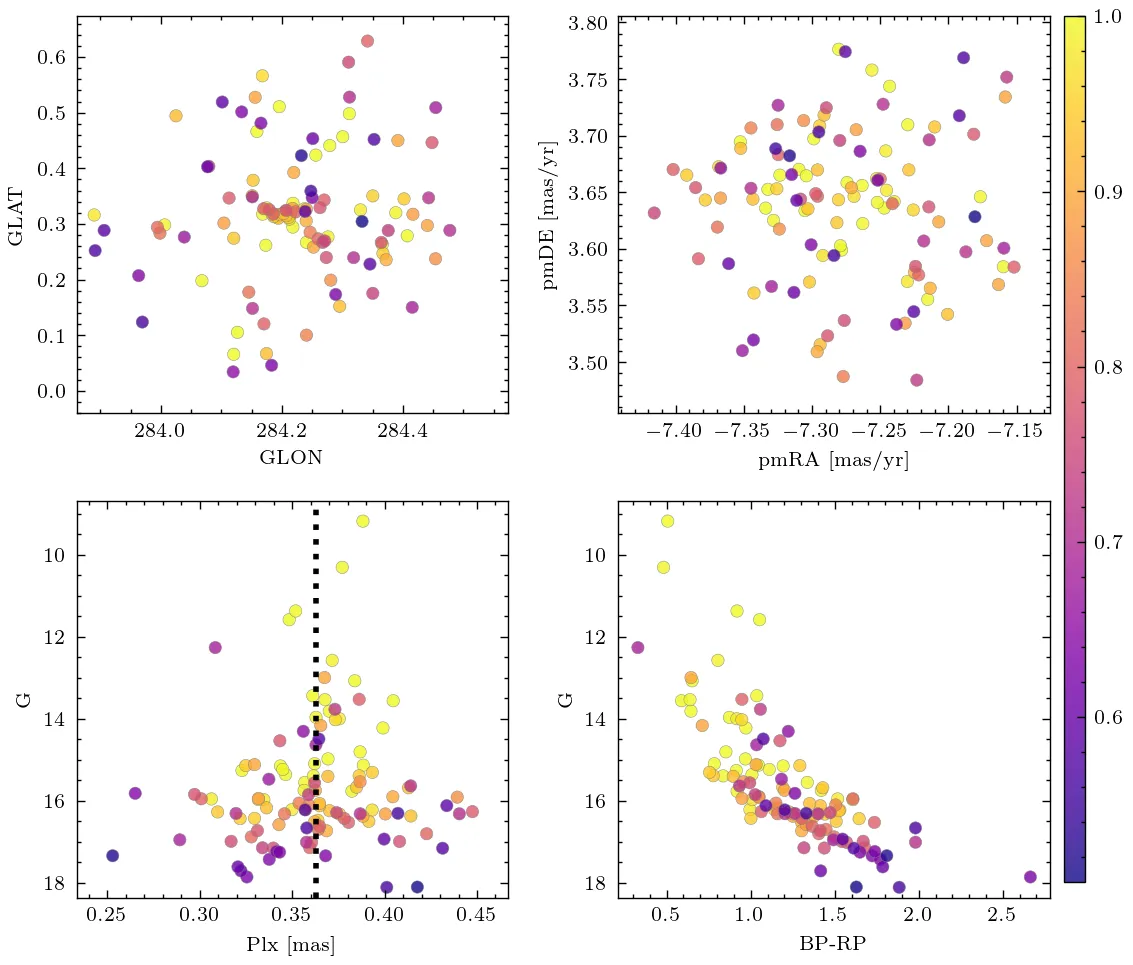 0.6
0.5
0.4
0.3
0.2
0.1
0.0
GLAT
284.0 284.2 284.4
GLON
3.80
3.75
3.70
3.65
3.60
3.55
3.50
pmDE [mas/yr]
−7.40 −7.35 −7.30 −7.25 −7.20 −7.15
pmRA [mas/yr]
1.0
0.9
0.8
0.7
0.6
10
12
14
16
18
G
0.25 0.30 0.35 0.40 0.45
Plx [mas]
10
12
14
16
18
G
0.5 1.0 1.5 2.0 2.5
BP-RP